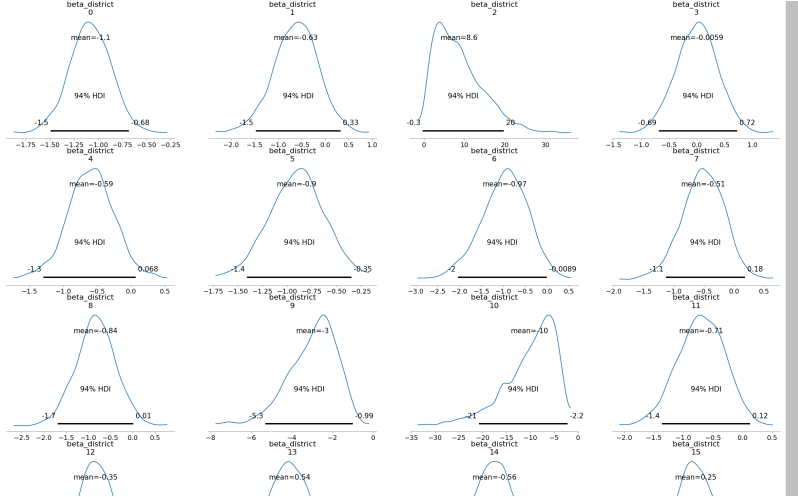 beta_district beta_district beta_district beta_district
0 1 2 3
mean=-1.1 mean=-0.63 mean=8.6 mean=-0.0059
94% HDI 94% HDI 94% HDI 94% HDI
-1.5 -0.68 -1.5 0.33 -0.3 20 -0.69 0.72
-1.75 -1.50 -1.25 -1.00 -0.75 -0.50 -0.25 -2.0 -1.5 -1.0 -0.5 0.0 0.5 1.0 0 10 20 30 -1.5 -1.0 -0.5 0.0 0.5 1.0
beta_district beta_district beta_district beta_district
4 5 6 7
mean=-0.59 mean=-0.9 mean=-0.97 mean=-0.51
94% HDI 94% HDI 94% HDI 94% HDI
-1.3 0.068 -1.4 -0.35 -2 -0.0089 -1.1 0.18
-1.5 -1.0 -0.5 0.0 0.5 -1.75 -1.50 -1.25 -1.00 -0.75 -0.50 -0.25 -3.0 -2.5 -2.0 -1.5 -1.0 -0.5 0.0 0.5 -2.0 -1.5 -1.0 -0.5 0.0 0.5
beta_district beta_district beta_district beta_district
8 9 10 11
mean=-0.84 mean=-3 mean=-10 mean=-0.71
94% HDI 94% HDI 94% HDI 94% HDI
-1.7 0.01 -5.3 -0.99 -21 -2.2 -1.4 0.12
-2.5 -2.0 -1.5 -1.0 -0.5 0.0 0.5 -8 -6 -4 -2 0 -35 -30 -25 -20 -15 -10 -5 0 -2.0 -1.5 -1.0 -0.5 0.0 0.5
beta_district beta_district beta_district beta_district
12 13 14 15
mean=-0.35 mean=0.54 mean=-0.56 mean=0.25